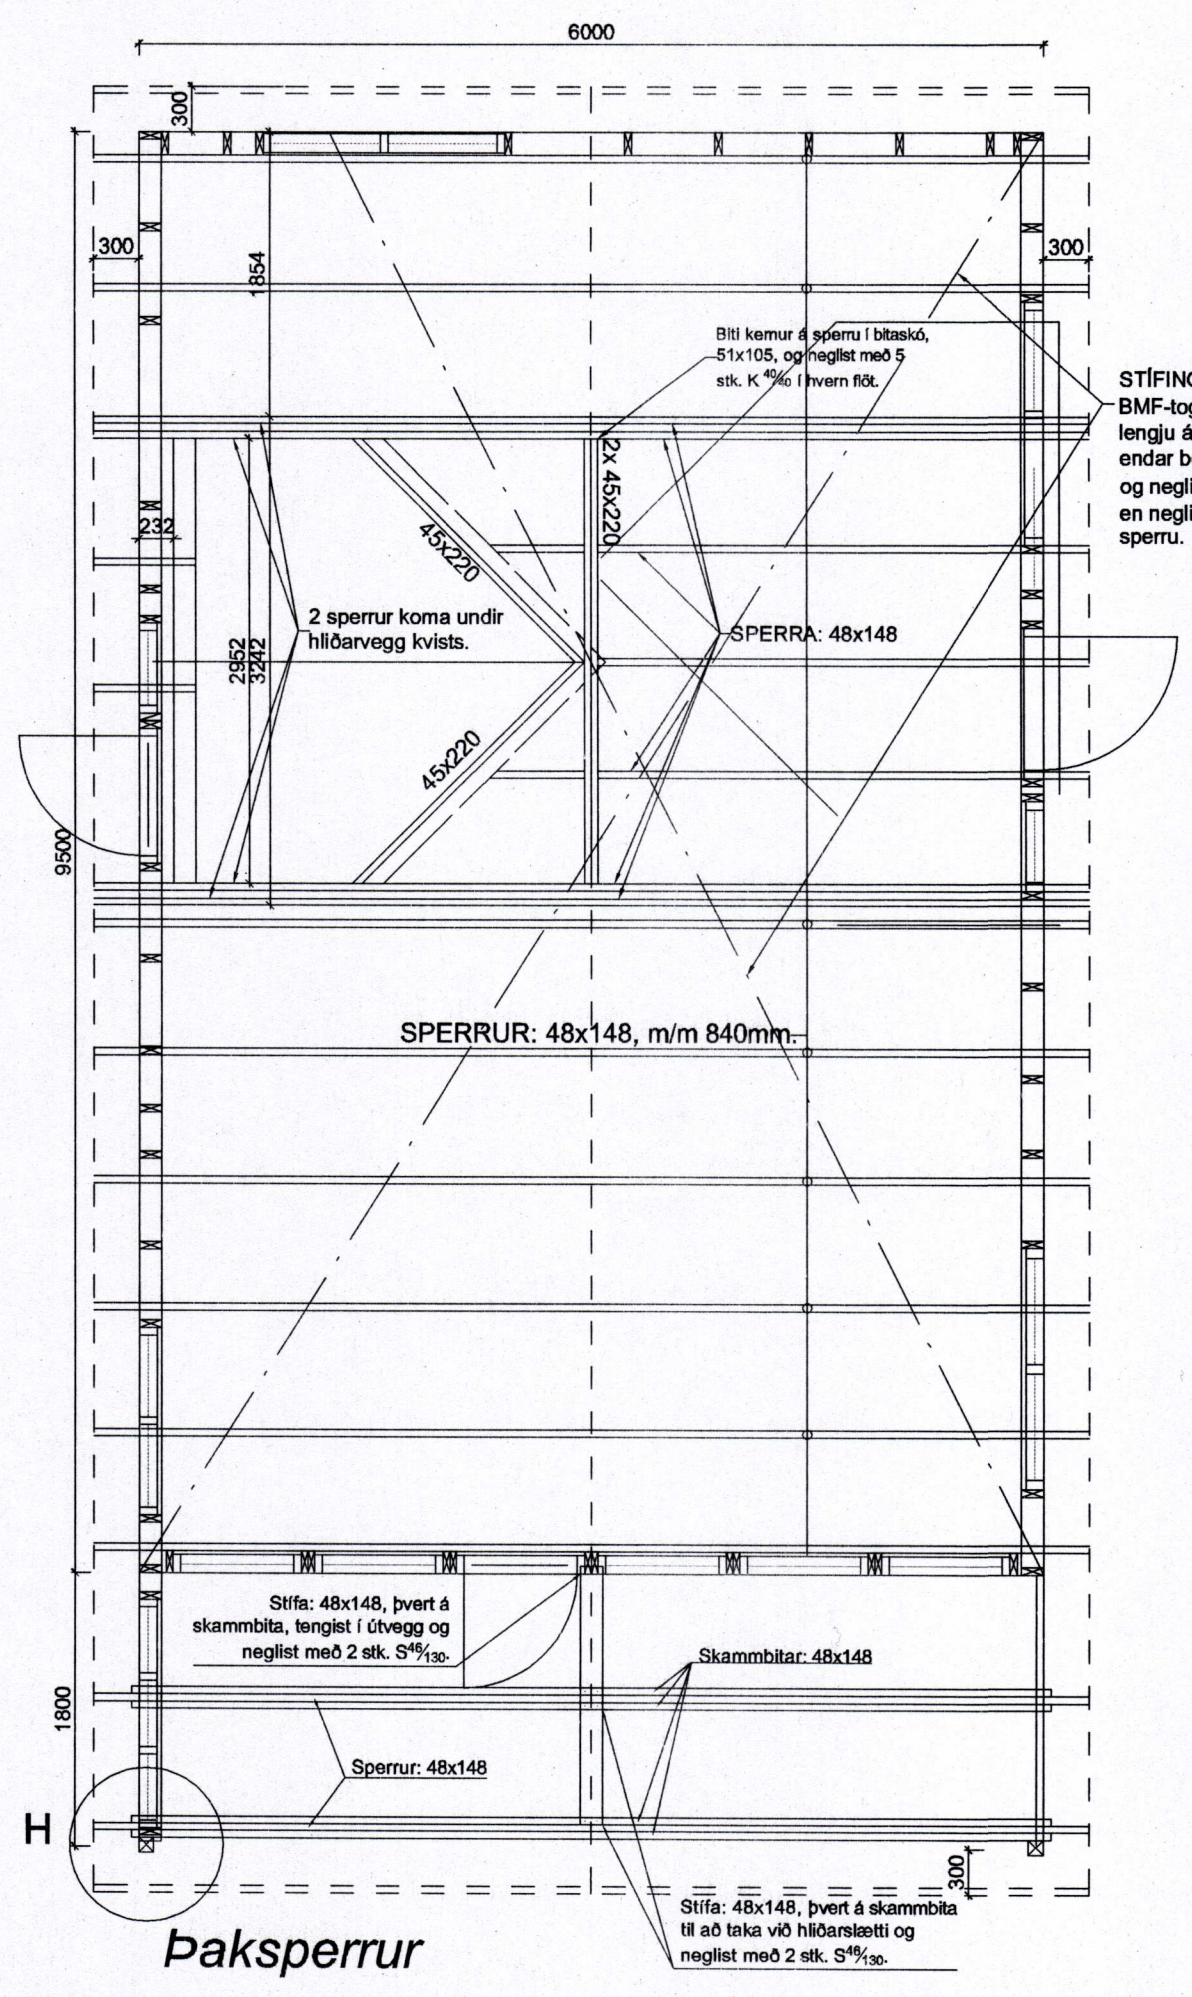 6000
300
300
300
1854
Biti kemur á sperru í bitaskó,
51x105, og neglist með 5
stk. K 40/40 í hvern flöt.
STÍFING
BMF-tog
lengju á
endar b
og negli
en negli
sperru.
2x 45x220
45x220
232
2 sperrur koma undir
hliðarvegg kvists.
SPERRA: 48x148
2952
3242
45x220
9500
SPERRUR: 48x148, m/m 840mm.
Stífa: 48x148, þvert á
skammbita, tengist í útvegg og
neglist með 2 stk. S46/130.
Skammbitar: 48x148
1800
Sperrur: 48x148
H
300
Stífa: 48x148, þvert á skammbita
til að taka við hliðarslætti og
neglist með 2 stk. S46/130.
Þaksperrur